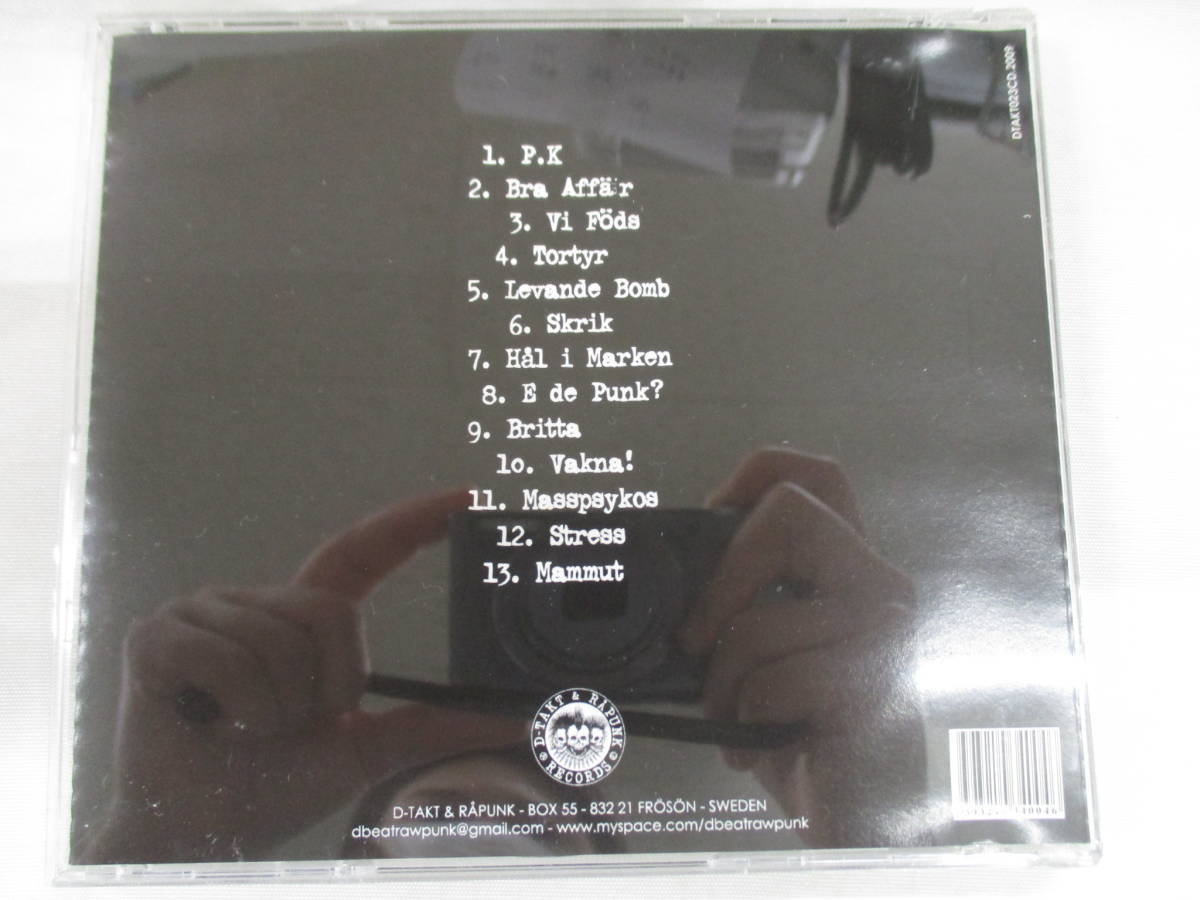 DTAKT023CD.2009
1. P.K
2. Bra Affär
3. Vi Föds
4. Tortyr
5. Levande Bomb
6. Skrik
7. Hål i Marken
8. E de Punk?
9. Britta
10. Vakna!
11. Masspsykos
12. Stress
13. Mammut
D-TAKT & RÅPUNK
RECORDS
D-TAKT & RÅPUNK - BOX 55 - 832 21 FRÖSÖN - SWEDEN
dbeatrawpunk@gmail.com - www.myspace.com/dbeatrawpunk